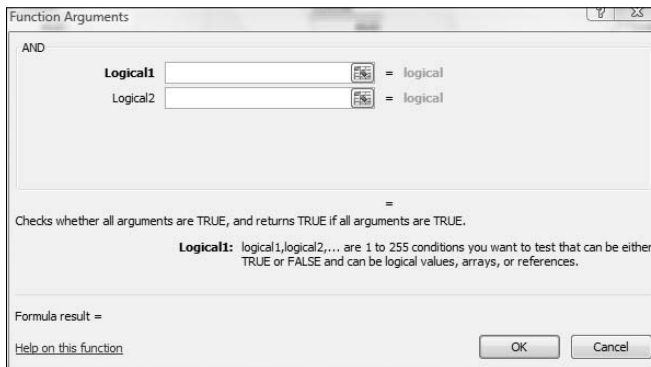 Function Arguments
AND
Logical1 = logical
Logical2 = logical
=
Checks whether all arguments are TRUE, and returns TRUE if all arguments are TRUE.
Logical1: logical1,logical2,... are 1 to 255 conditions you want to test that can be either
TRUE or FALSE and can be logical values, arrays, or references.
Formula result =
Help on this function
OK Cancel